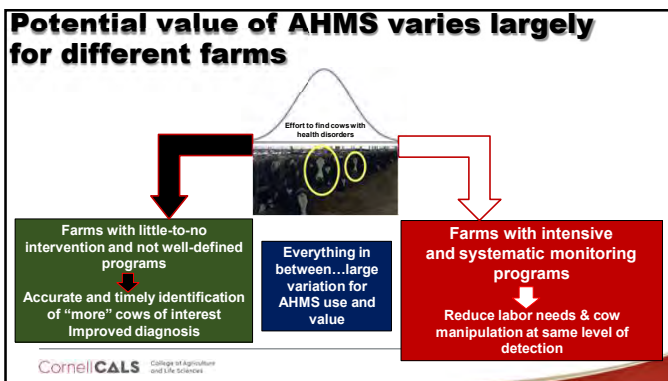 Potential value of AHMS varies largely
for different farms
Effort to find cows with
health disorders
Farms with little-to-no
intervention and not well-defined
programs
Accurate and timely identification
of “more” cows of interest
Improved diagnosis
Everything in
between...large
variation for
AHMS use and
value
Farms with intensive
and systematic monitoring
programs
Reduce labor needs & cow
manipulation at same level of
detection
CornellCALS College of Agriculture
and Life Sciences